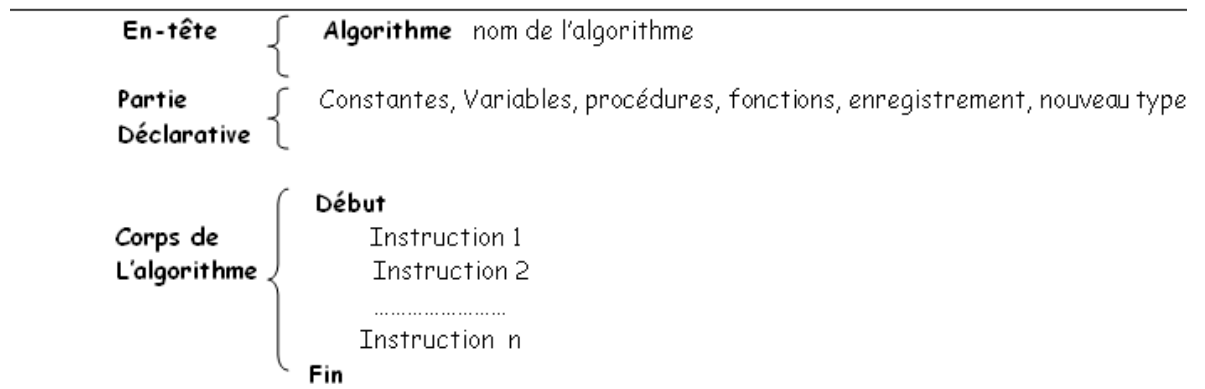 En-tête Algorithme nom de l'algorithme
Partie Constantes, Variables, procédures, fonctions, enregistrement, nouveau type
Déclarative
Début
Corps de Instruction 1
L'algorithme Instruction 2
........................
Instruction n
Fin